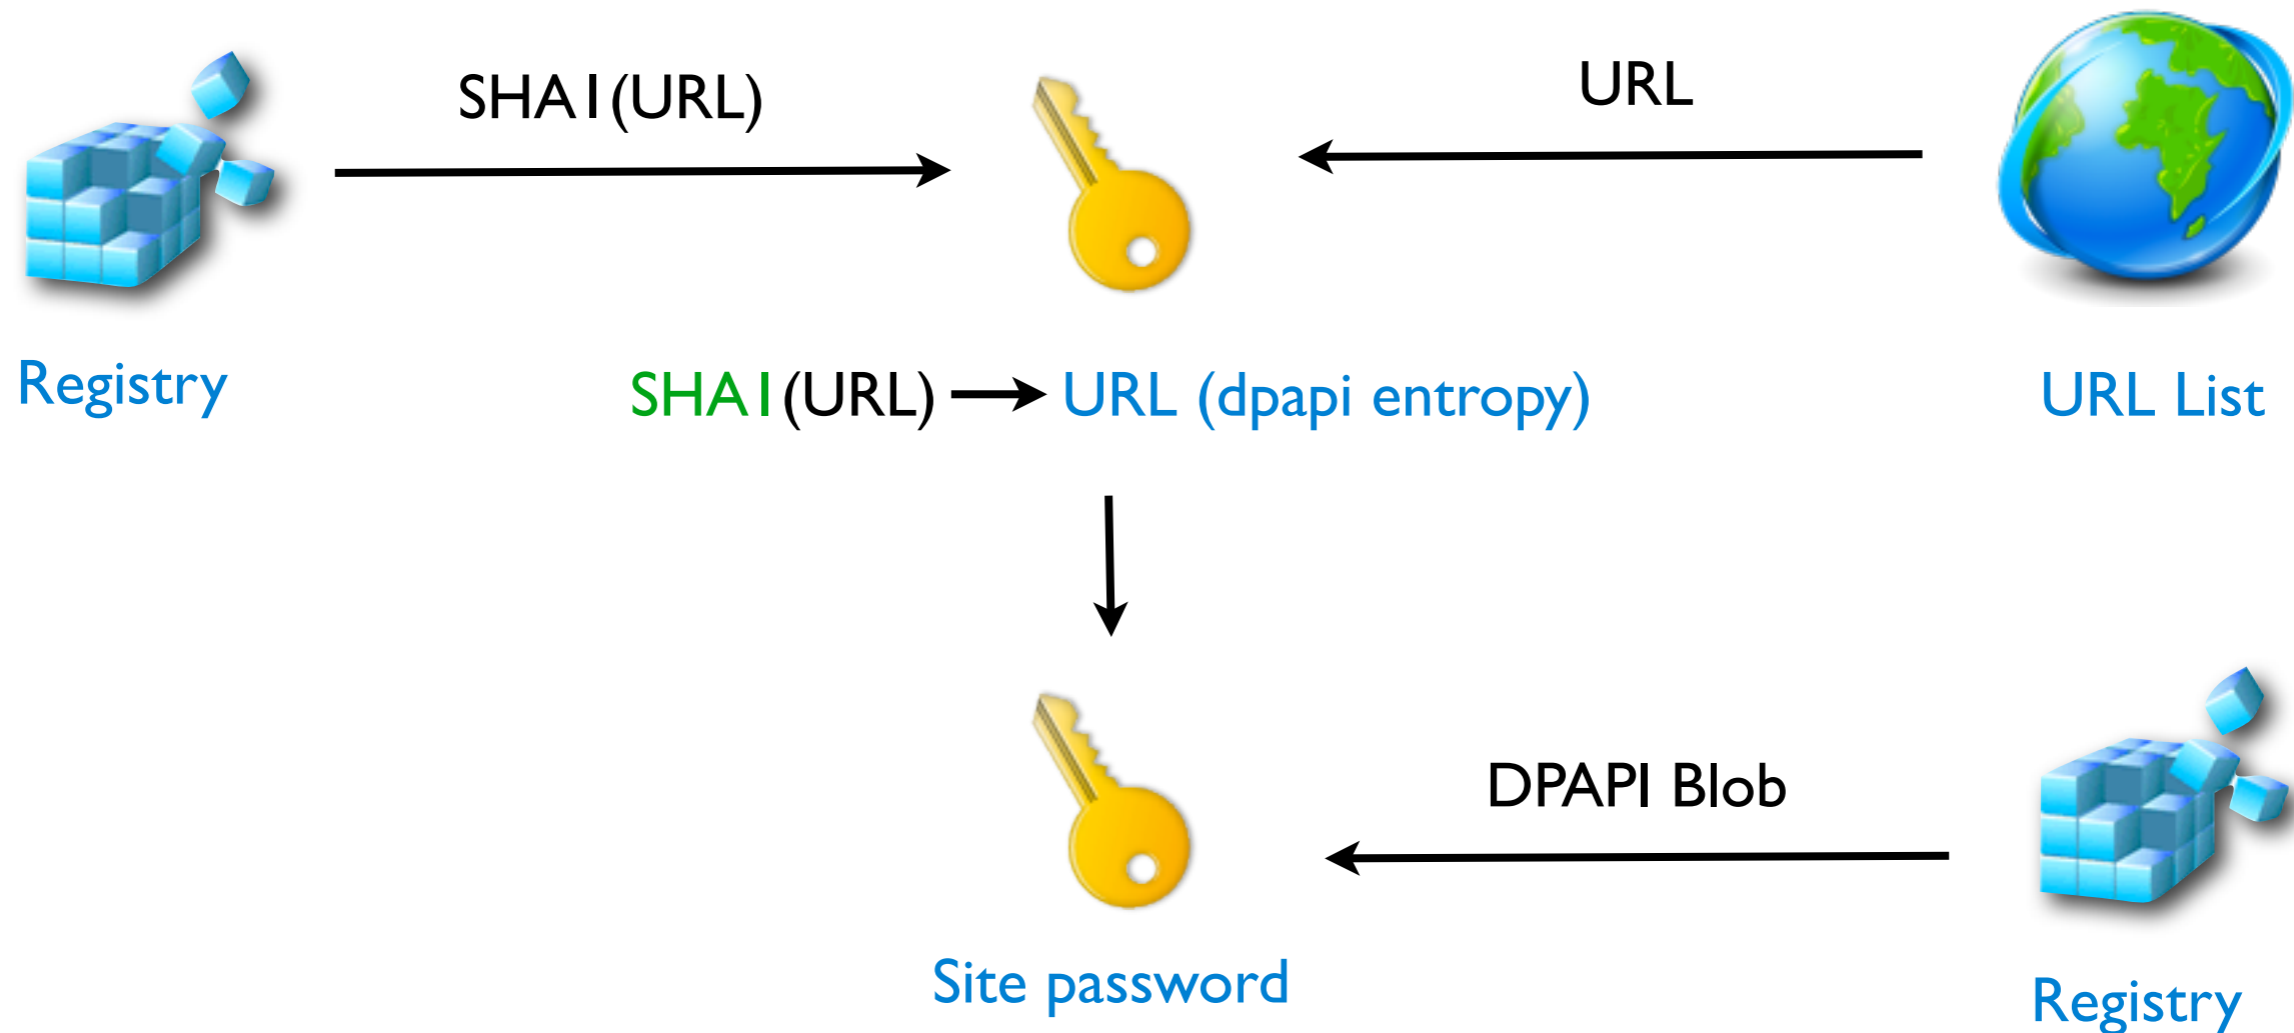 SHA1(URL)
URL
Registry
SHA1(URL) → URL (dpapi entropy)
URL List
DPAPI Blob
Site password
Registry